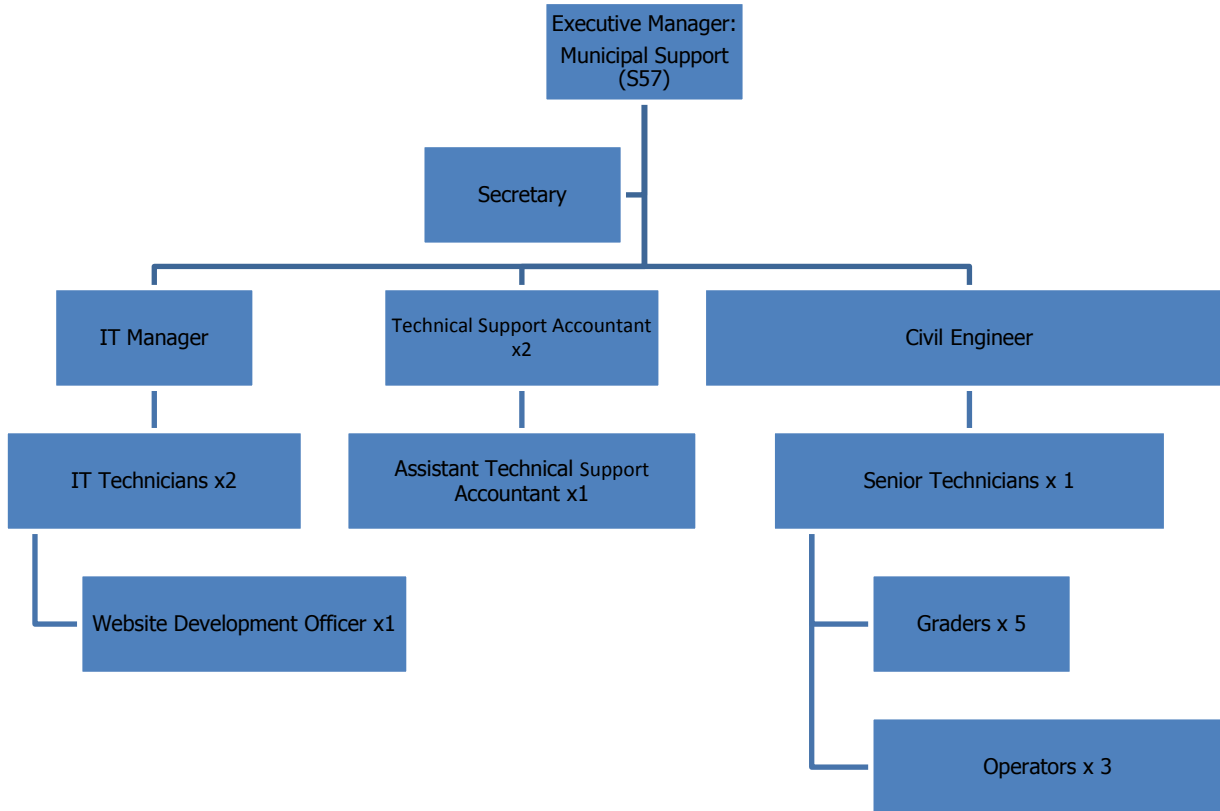 Executive Manager:
Municipal Support
(S57)
Secretary
IT Manager
Technical Support Accountant
x2
Civil Engineer
IT Technicians x2
Assistant Technical Support
Accountant x1
Senior Technicians x 1
Website Development Officer x1
Graders x 5
Operators x 3